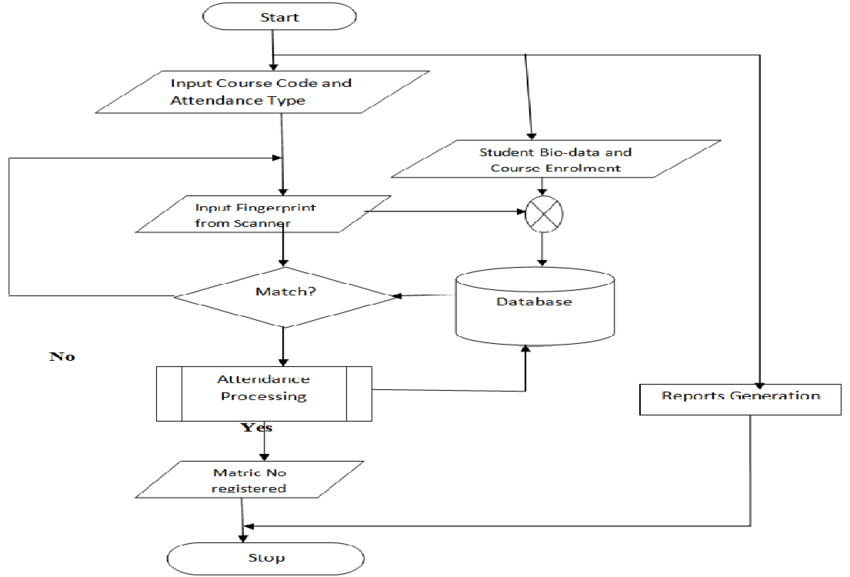 Start
Input Course Code and
Attendance Type
Student Bio-data and
Course Enrolment
Input Fingerprint
from Scanner
Match?
Database
No
Attendance
Processing
Reports Generation
Yes
Matric No
registered
Stop